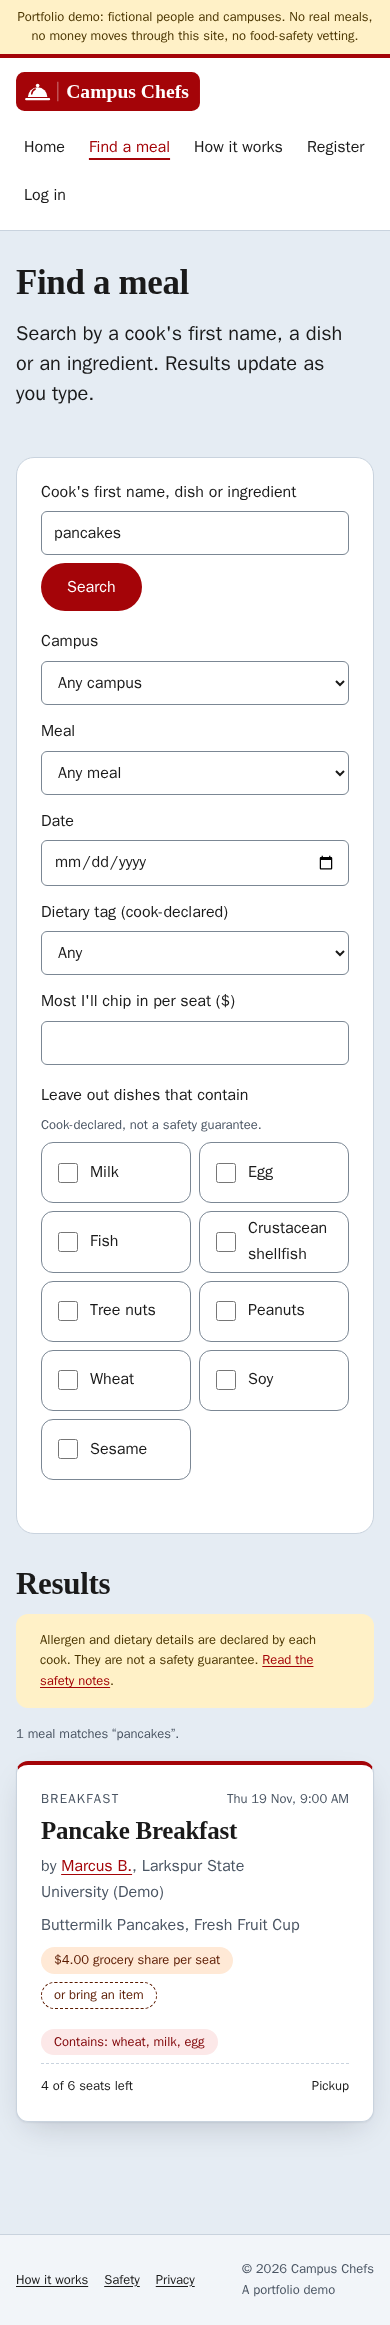 Portfolio demo: fictional people and campuses. No real meals,
no money moves through this site, no food-safety vetting.
Campus Chefs
Home Find a meal How it works Register
Log in
Find a meal
Search by a cook's first name, a dish
or an ingredient. Results update as
you type.
Cook's first name, dish or ingredient
pancakes
Search
Campus
Any campus
Meal
Any meal
Date
mm/dd/yyyy
Dietary tag (cook-declared)
Any
Most I'll chip in per seat ($)
Leave out dishes that contain
Cook-declared, not a safety guarantee.
Milk Egg
Fish Crustacean
shellfish
Tree nuts Peanuts
Wheat Soy
Sesame
Results
Allergen and dietary details are declared by each
cook. They are not a safety guarantee. Read the
safety notes.
1 meal matches “pancakes”.
BREAKFAST Thu 19 Nov, 9:00 AM
Pancake Breakfast
by Marcus B., Larkspur State
University (Demo)
Buttermilk Pancakes, Fresh Fruit Cup
$4.00 grocery share per seat
or bring an item
Contains: wheat, milk, egg
4 of 6 seats left Pickup
How it works Safety Privacy
© 2026 Campus Chefs
A portfolio demo